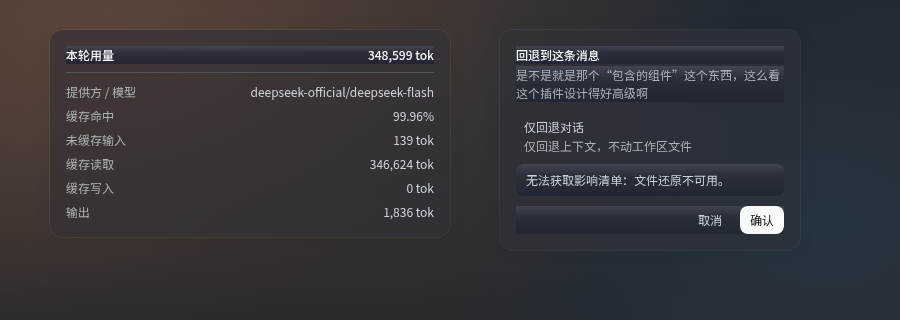 本轮用量 348,599 tok
提供方 / 模型 deepseek-official/deepseek-flash
缓存命中 99.96%
未缓存输入 139 tok
缓存读取 346,624 tok
缓存写入 0 tok
输出 1,836 tok
回退到这条消息
是不是就是那个“包含的组件”这个东西，这么看
这个插件设计得好高级啊
仅回退对话
仅回退上下文，不动工作区文件
无法获取影响清单：文件还原不可用。
取消 确认